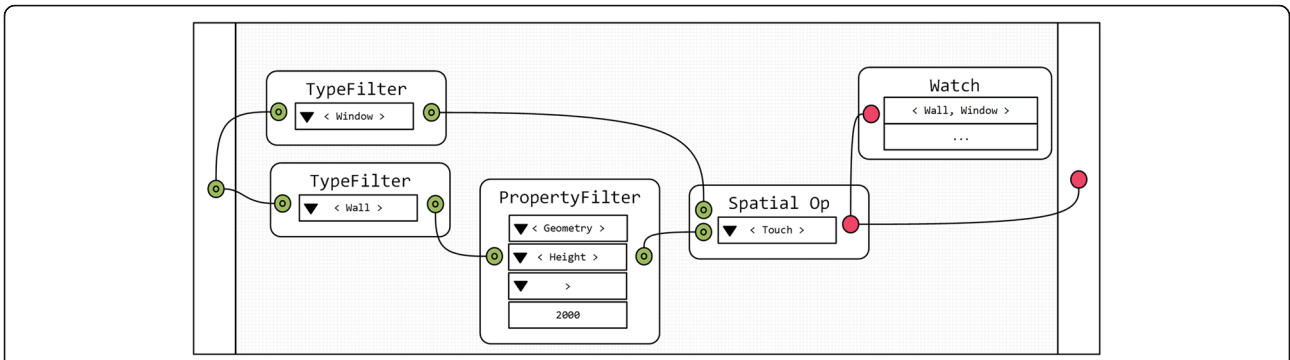 TypeFilter
< Window >
TypeFilter
< Wall >
PropertyFilter
< Geometry >
< Height >
>
2000
Spatial Op
< Touch >
Watch
< Wall, Window >
...